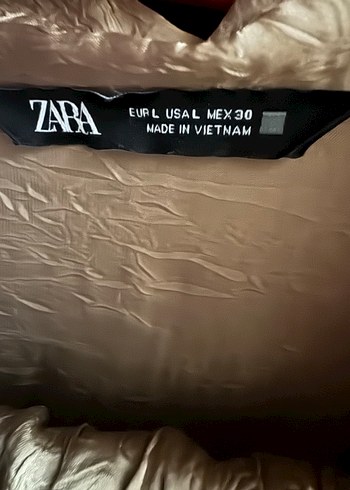 ZARA
EUR L USA L MEX 30
MADE IN VIETNAM